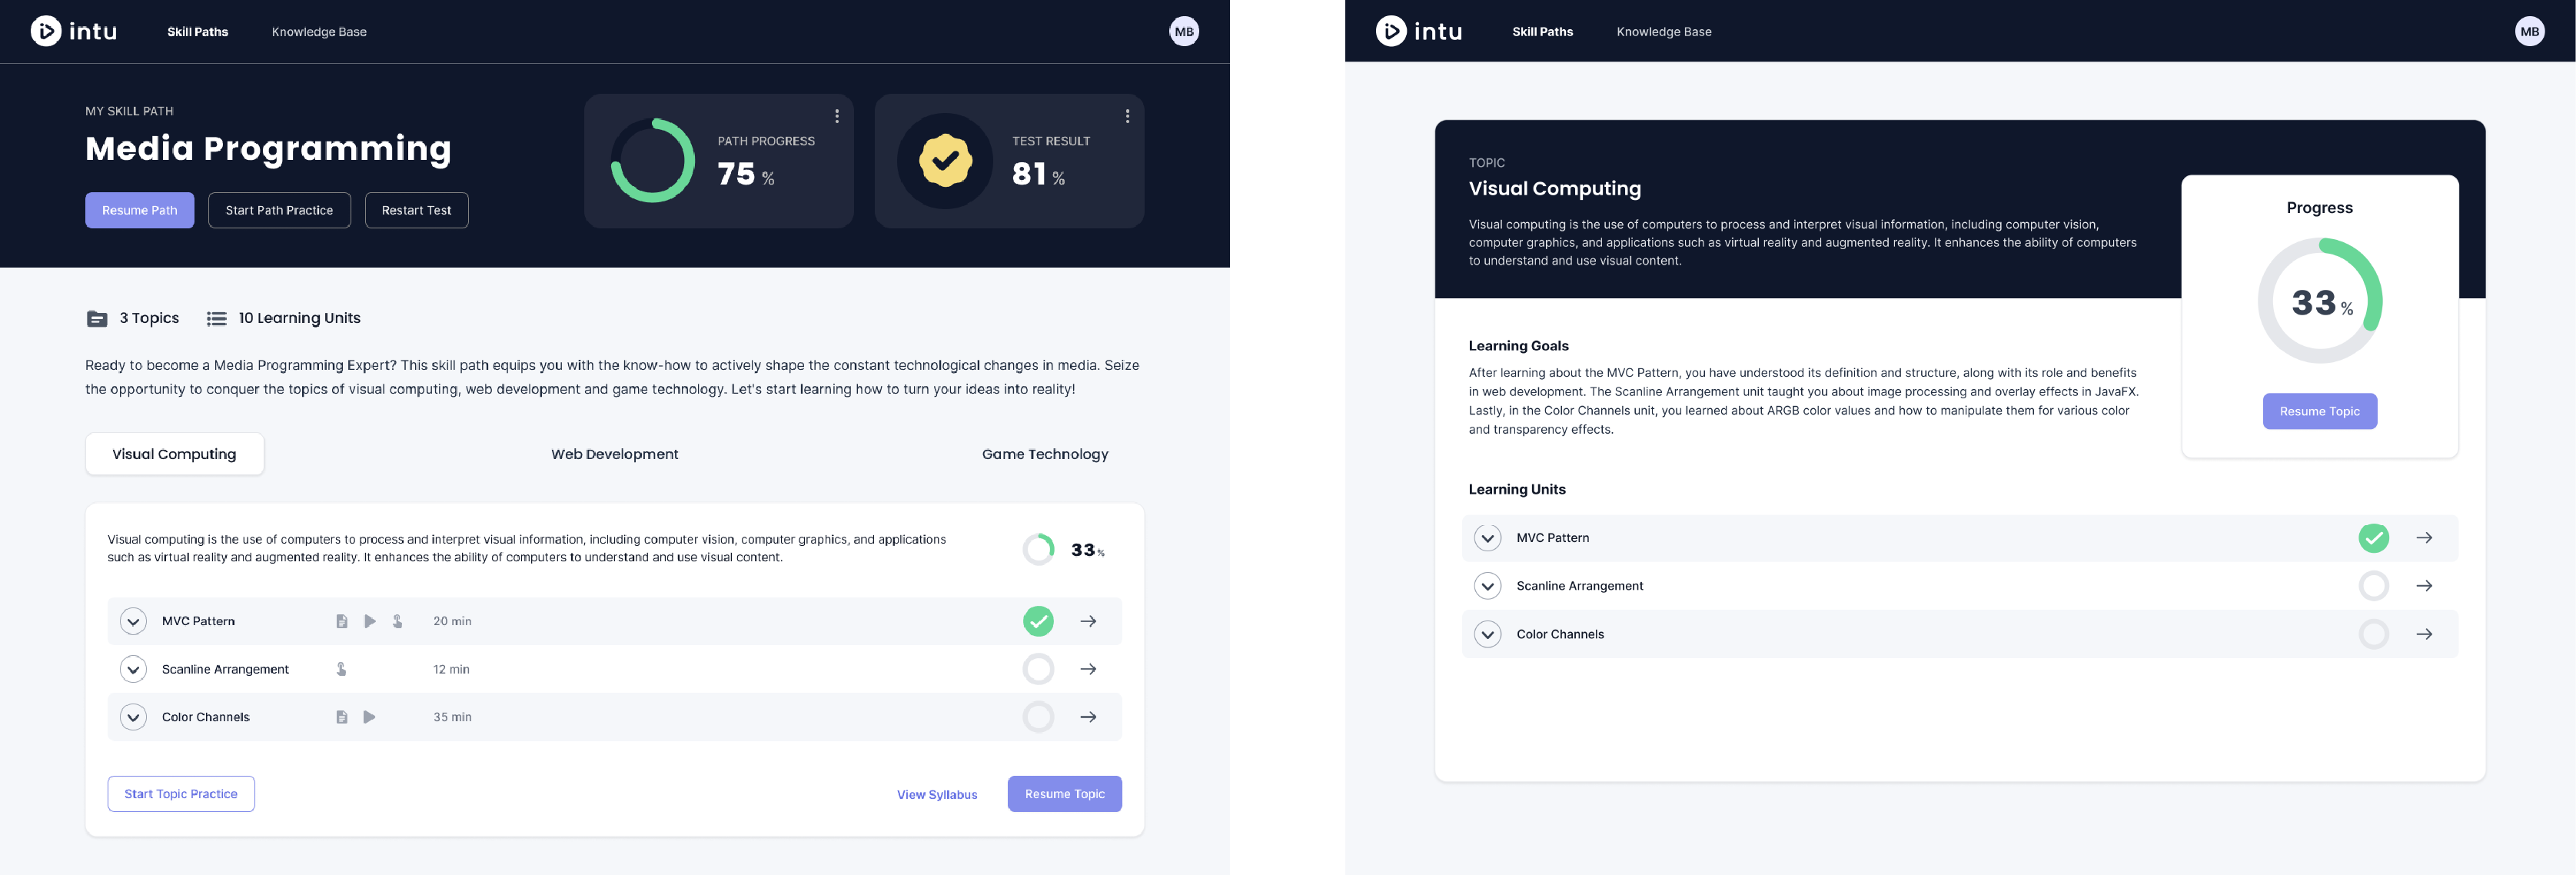 intu
Skill Paths
Knowledge Base
MB
MY SKILL PATH
Media Programming
Resume Path
Start Path Practice
Restart Test
PATH PROGRESS
75 %
TEST RESULT
81 %
3 Topics
10 Learning Units
Ready to become a Media Programming Expert? This skill path equips you with the know-how to actively shape the constant technological changes in media. Seize
the opportunity to conquer the topics of visual computing, web development and game technology. Let's start learning how to turn your ideas into reality!
Visual Computing
Web Development
Game Technology
Visual computing is the use of computers to process and interpret visual information, including computer vision, computer graphics, and applications
such as virtual reality and augmented reality. It enhances the ability of computers to understand and use visual content.
33 %
MVC Pattern
20 min
Scanline Arrangement
12 min
Color Channels
35 min
Start Topic Practice
View Syllabus
Resume Topic
intu
Skill Paths
Knowledge Base
MB
TOPIC
Visual Computing
Visual computing is the use of computers to process and interpret visual information, including computer vision,
computer graphics, and applications such as virtual reality and augmented reality. It enhances the ability of computers
to understand and use visual content.
Progress
33 %
Resume Topic
Learning Goals
After learning about the MVC Pattern, you have understood its definition and structure, along with its role and benefits
in web development. The Scanline Arrangement unit taught you about image processing and overlay effects in JavaFX.
Lastly, in the Color Channels unit, you learned about ARGB color values and how to manipulate them for various color
and transparency effects.
Learning Units
MVC Pattern
Scanline Arrangement
Color Channels